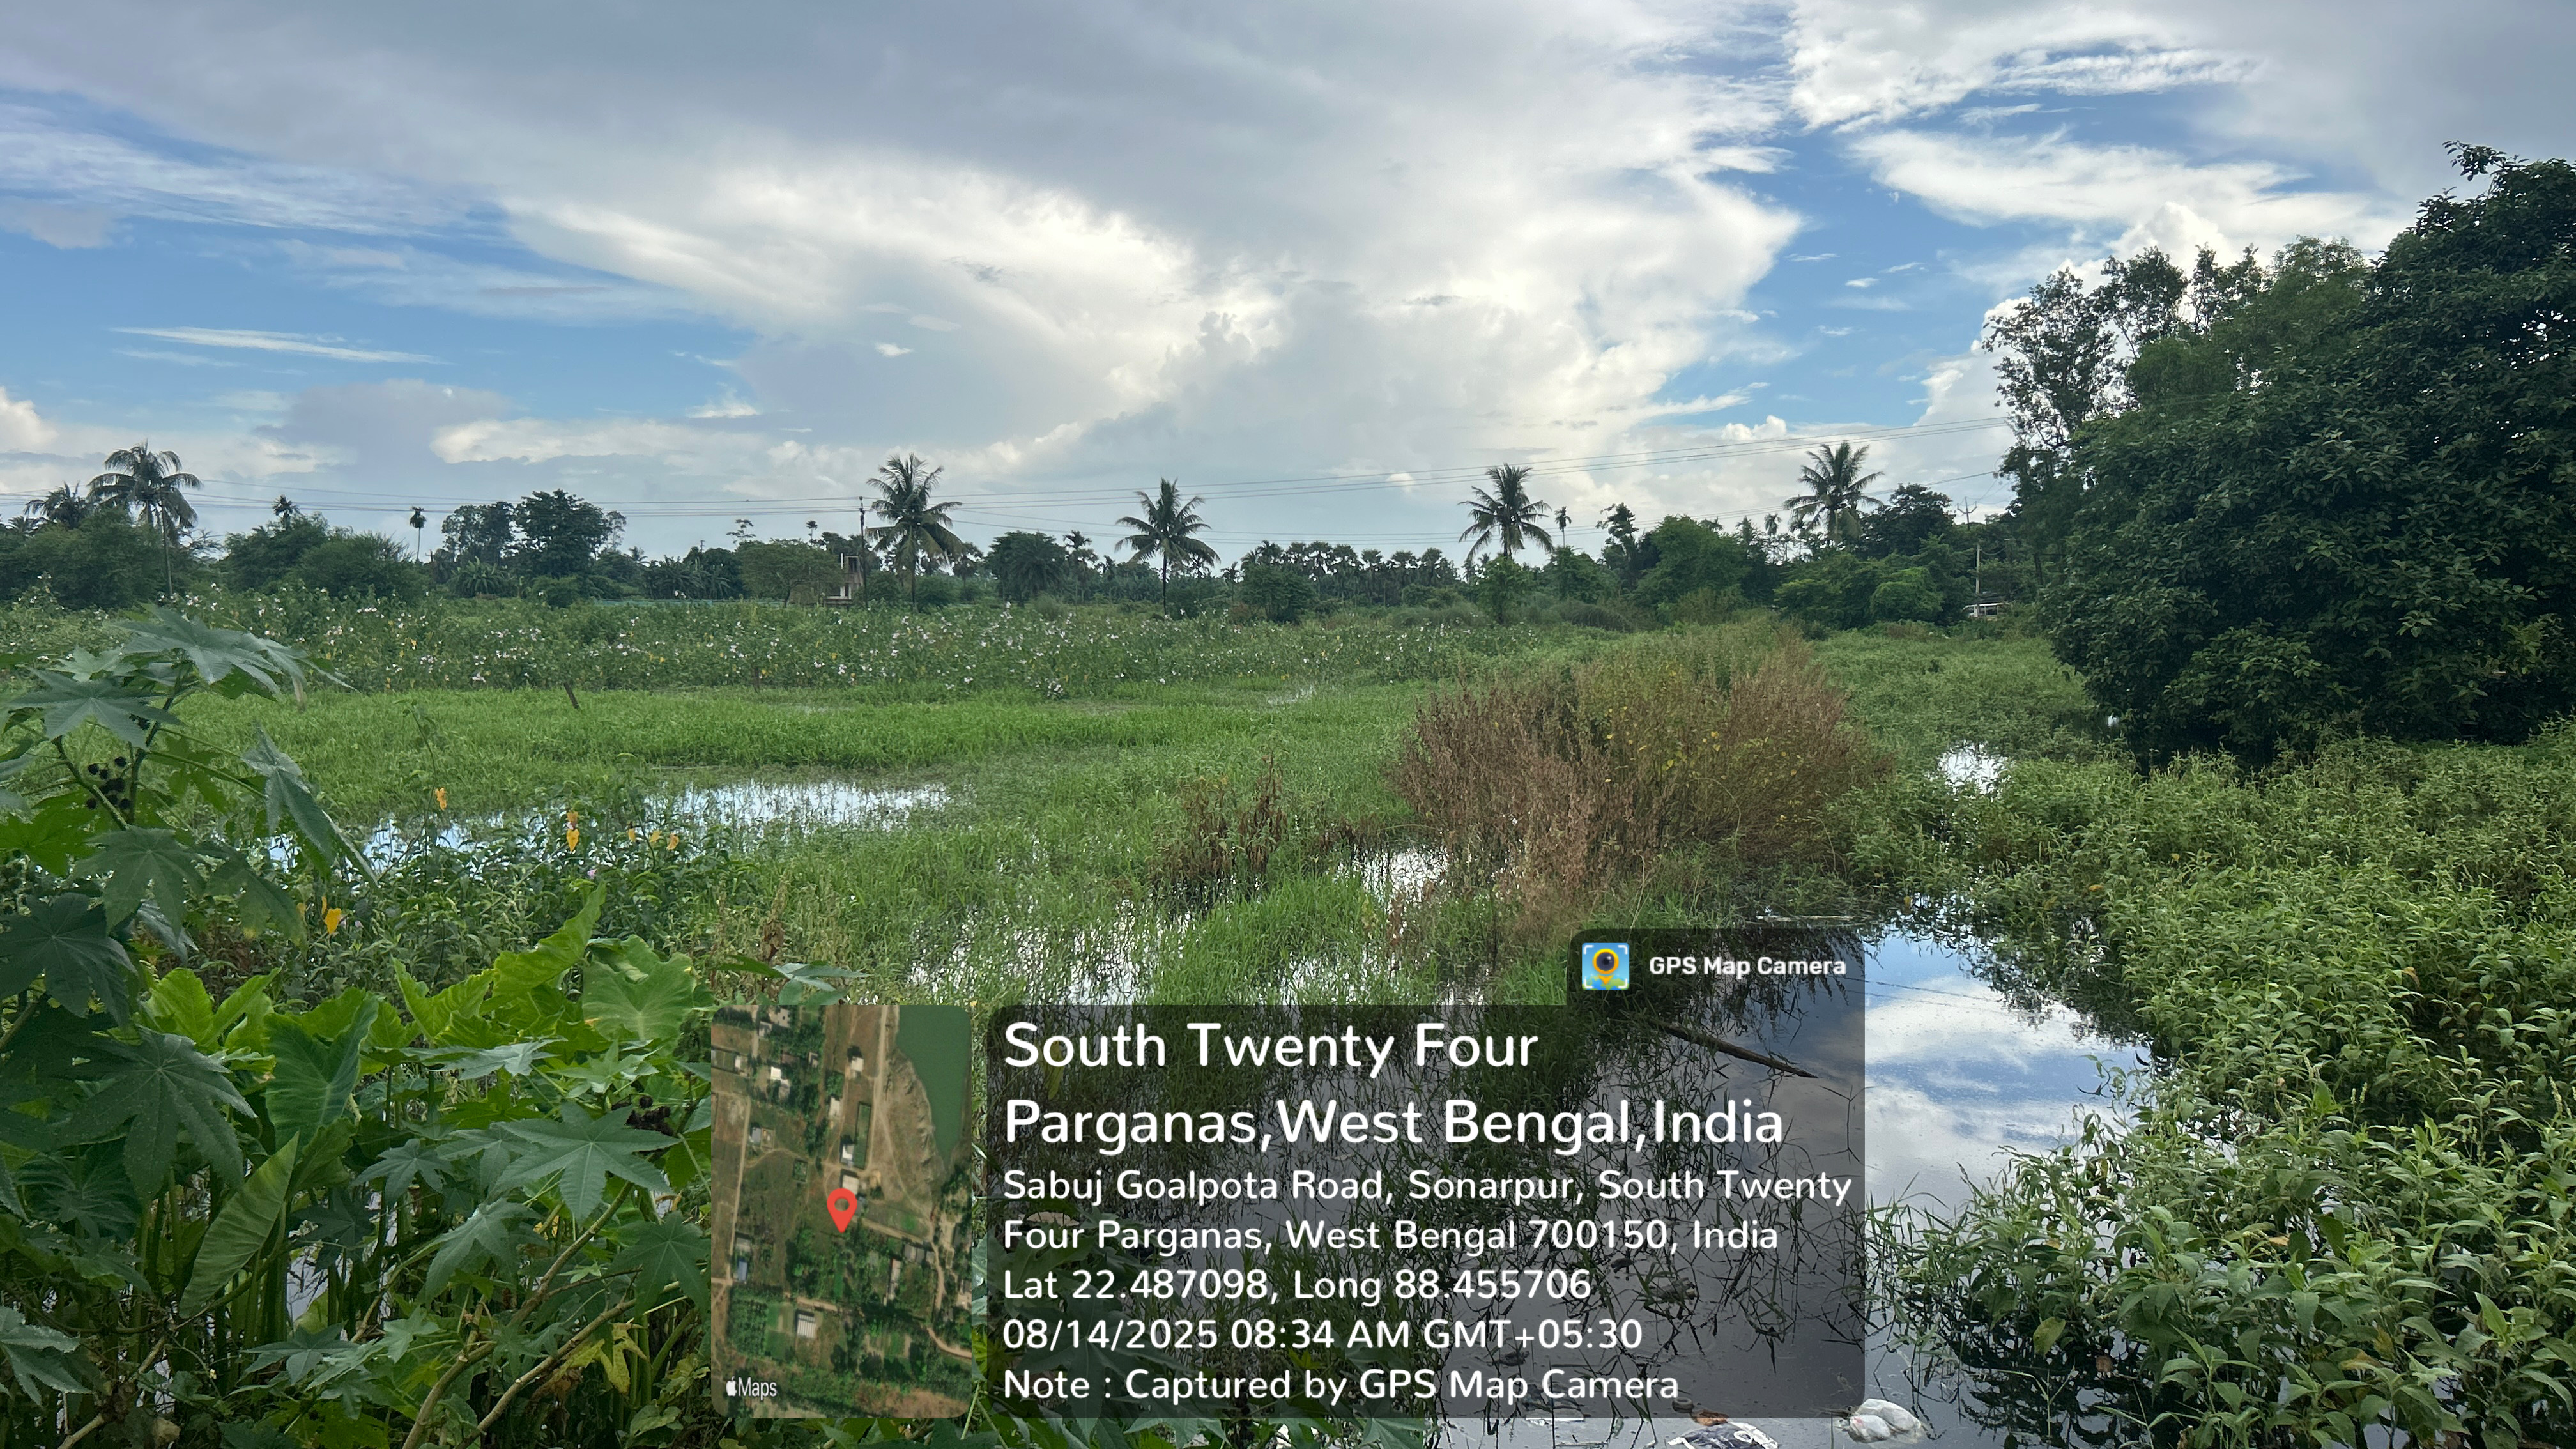 GPS Map Camera
South Twenty Four
Parganas,West Bengal,India
Sabuj Goalpota Road, Sonarpur, South Twenty
Four Parganas, West Bengal 700150, India
Lat 22.487098, Long 88.455706
08/14/2025 08:34 AM GMT+05:30
Note : Captured by GPS Map Camera
Maps